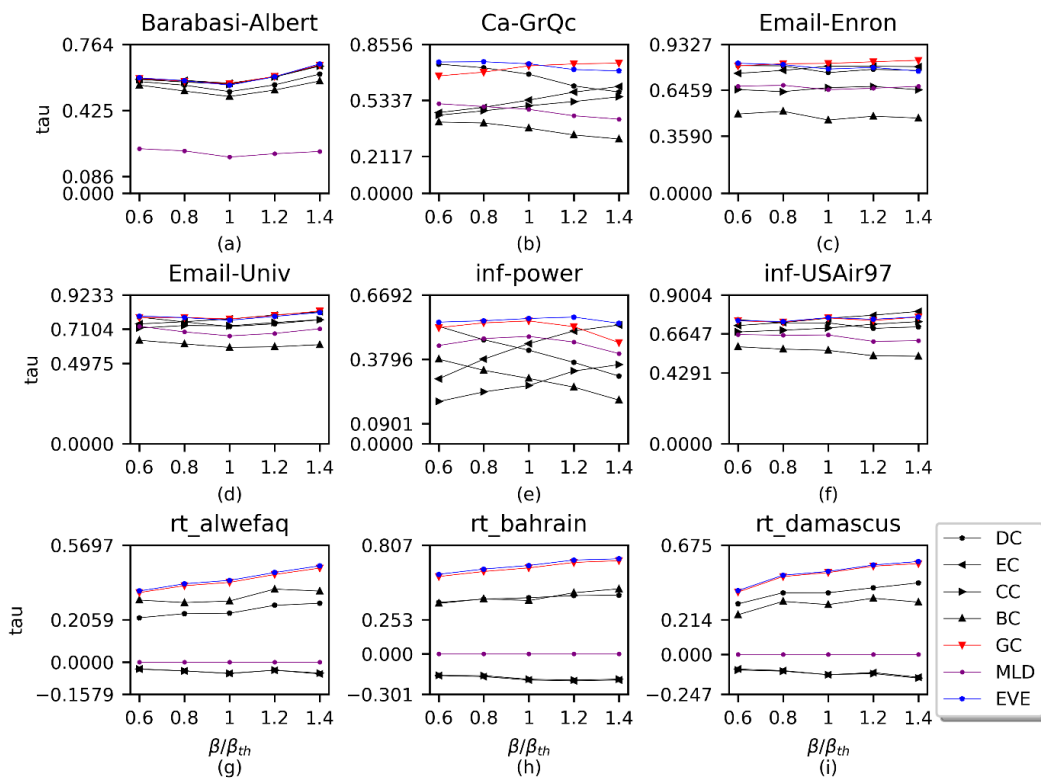 Barabasi-Albert
Ca-GrQc
Email-Enron
0.764
0.425
0.086
0.000
tau
0.6 0.8 1 1.2 1.4
(a)
0.8556
0.5337
0.2117
0.0000
0.6 0.8 1 1.2 1.4
(b)
0.9327
0.6459
0.3590
0.0000
0.6 0.8 1 1.2 1.4
(c)
Email-Univ
inf-power
inf-USAir97
0.9233
0.7104
0.4975
0.0000
tau
0.6 0.8 1 1.2 1.4
(d)
0.6692
0.3796
0.0901
0.0000
0.6 0.8 1 1.2 1.4
(e)
0.9004
0.6647
0.4291
0.0000
0.6 0.8 1 1.2 1.4
(f)
rt_alwefaq
rt_bahrain
rt_damascus
0.5697
0.2059
0.0000
−0.1579
tau
0.6 0.8 1 1.2 1.4
β/βth
(g)
0.807
0.253
0.000
−0.301
0.6 0.8 1 1.2 1.4
β/βth
(h)
0.675
0.214
0.000
−0.247
0.6 0.8 1 1.2 1.4
β/βth
(i)
DC
EC
CC
BC
GC
MLD
EVE